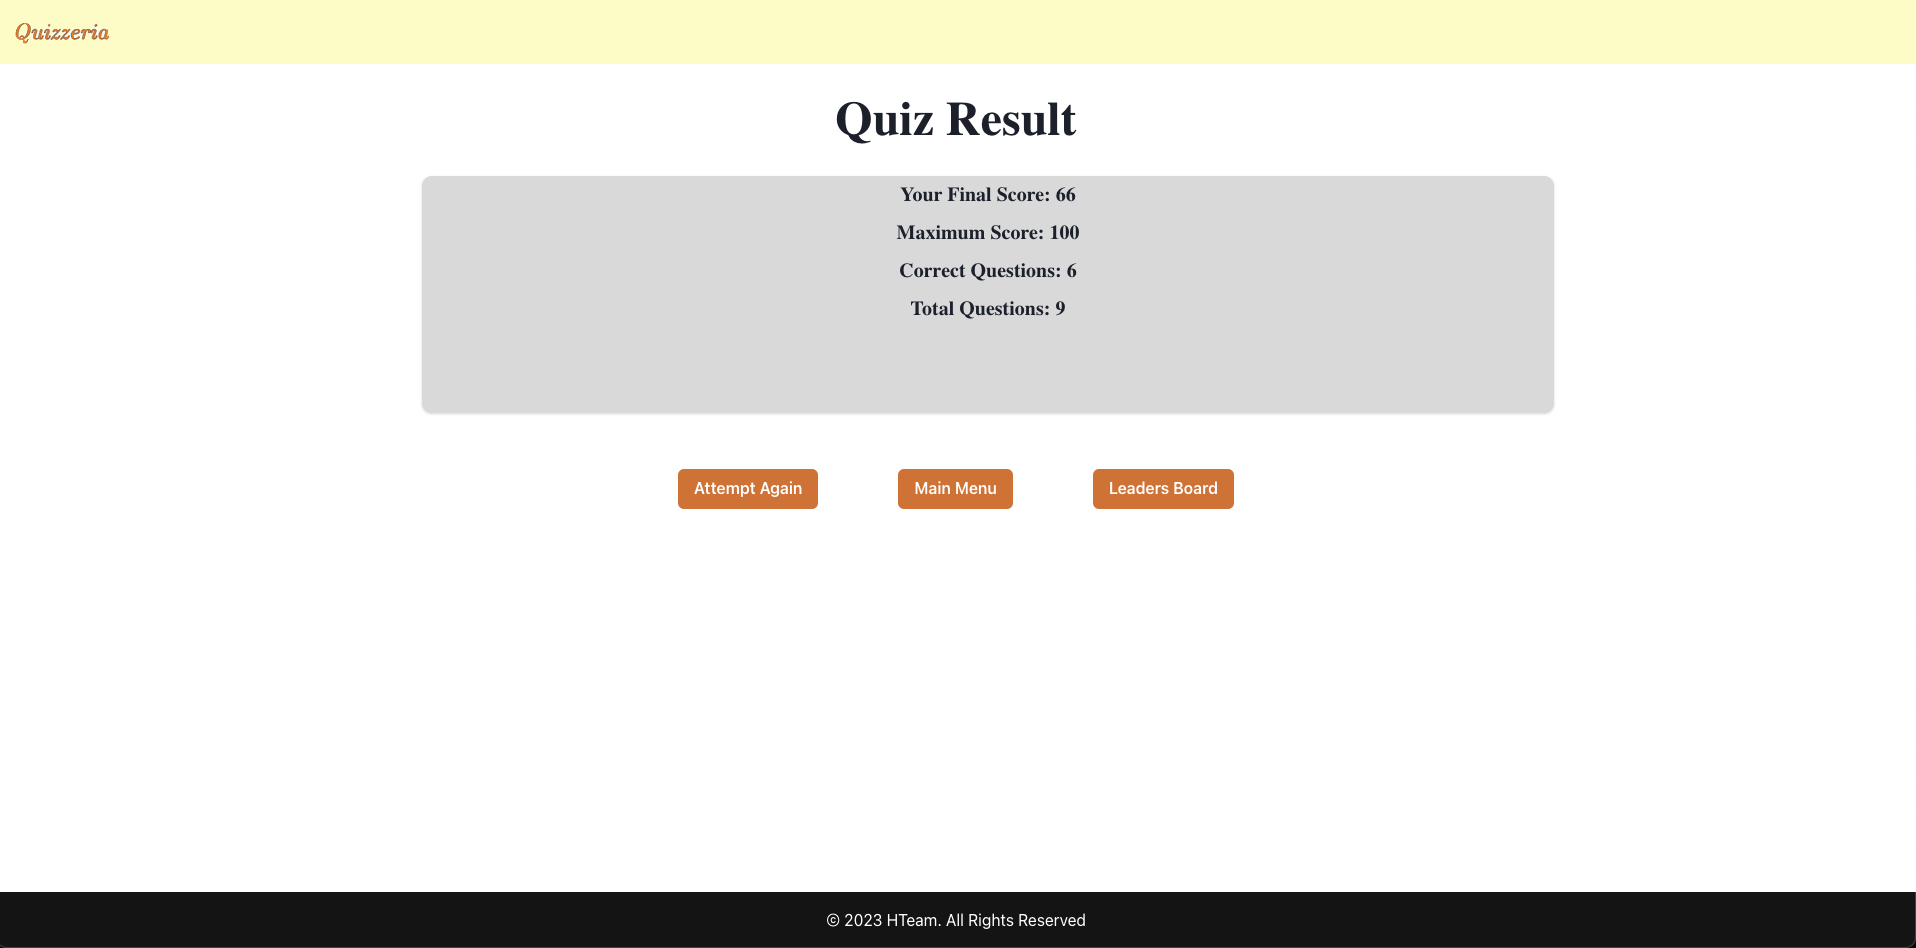 Quizzeria
Quiz Result
Your Final Score: 66
Maximum Score: 100
Correct Questions: 6
Total Questions: 9
Attempt Again
Main Menu
Leaders Board
© 2023 HTeam. All Rights Reserved